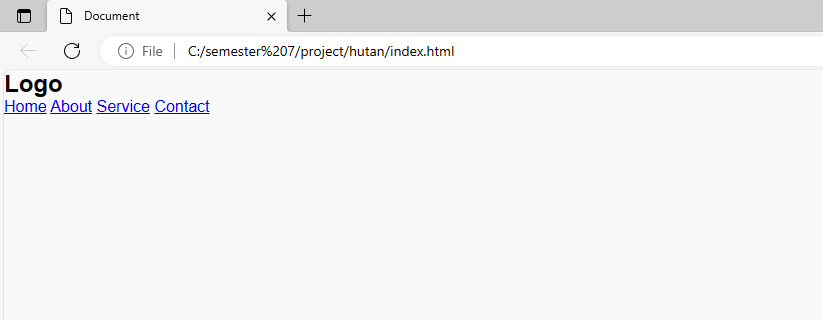 Document
File C:/semester%207/project/hutan/index.html
Logo
Home About Service Contact